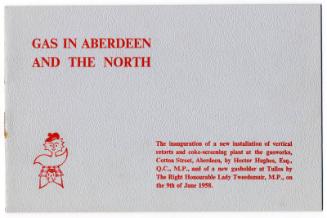 GAS IN ABERDEEN
AND THE NORTH
The inauguration of a new installation of vertical
retorts and coke-screening plant at the gasworks,
Cotton Street, Aberdeen, by Hector Hughes, Esq.,
Q.C., M.P., and of a new gasholder at Tullos by
The Right Honourable Lady Tweedsmuir, M.P., on
the 9th of June 1958.